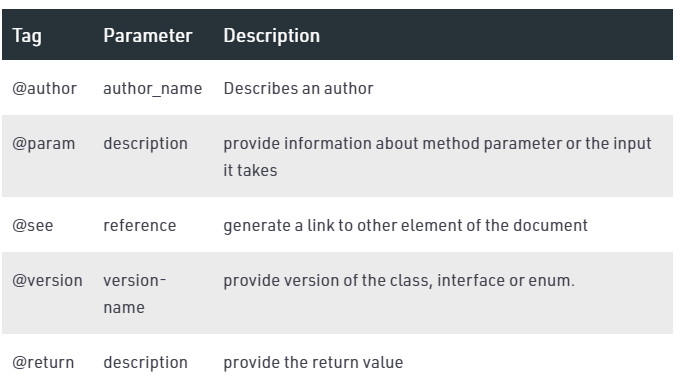 Tag Parameter Description
@author author_name Describes an author
@param description provide information about method parameter or the input
it takes
@see reference generate a link to other element of the document
@version version- provide version of the class, interface or enum.
name
@return description provide the return value